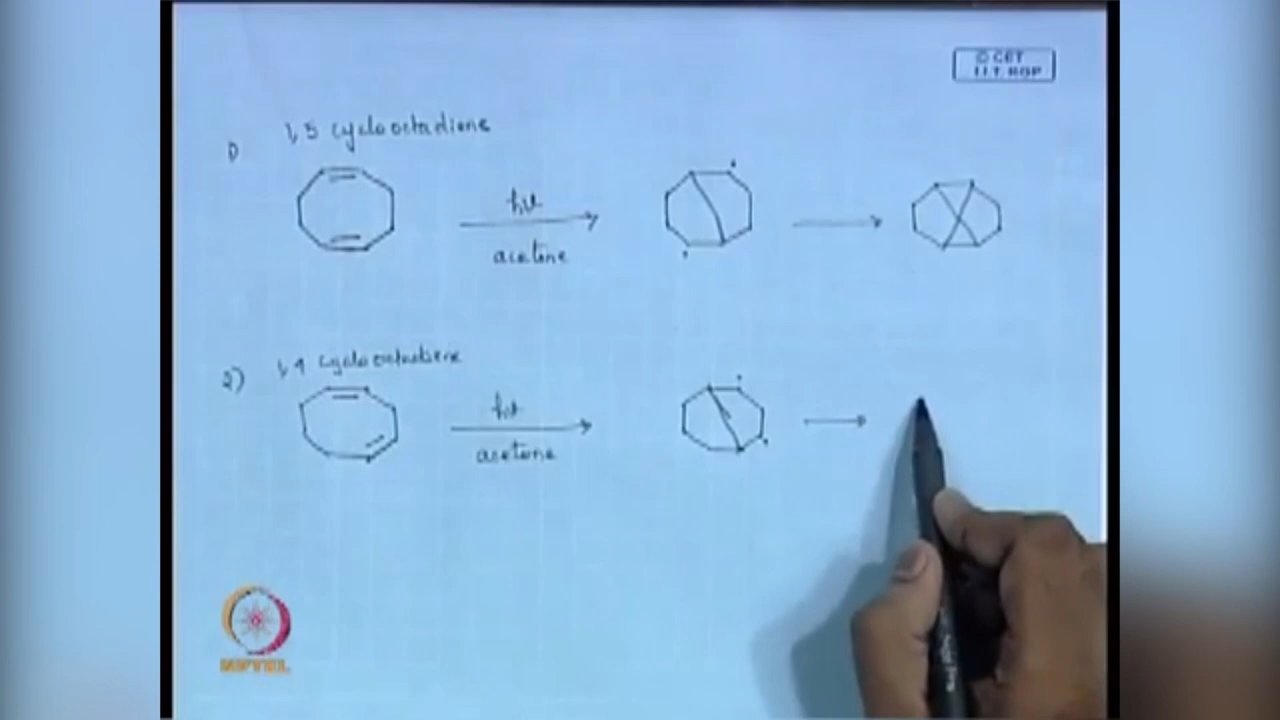 © CET
I.I.T. KGP
1) 1,5 cyclooctadiene
hν
acetone
2) 1,4 cyclooctadiene
hν
acetone
NPTEL